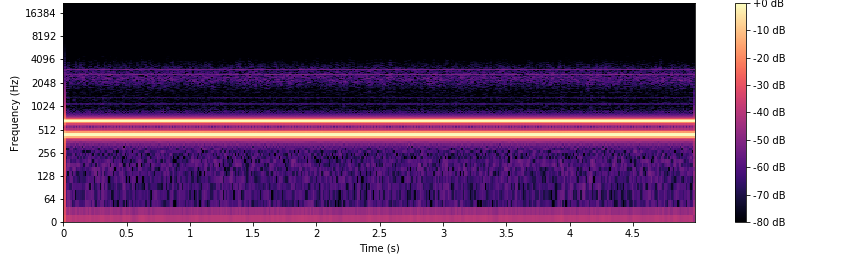 16384
8192
4096
2048
1024
512
256
128
64
0
Frequency (Hz)
0 0.5 1 1.5 2 2.5 3 3.5 4 4.5
Time (s)
+0 dB
-10 dB
-20 dB
-30 dB
-40 dB
-50 dB
-60 dB
-70 dB
-80 dB